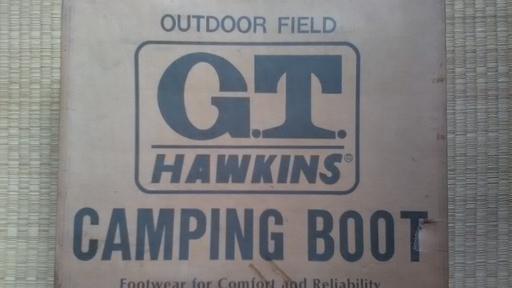 OUTDOOR FIELD
G.T.
HAWKINS®
CAMPING BOOT
Footwear for Comfort and Reliability